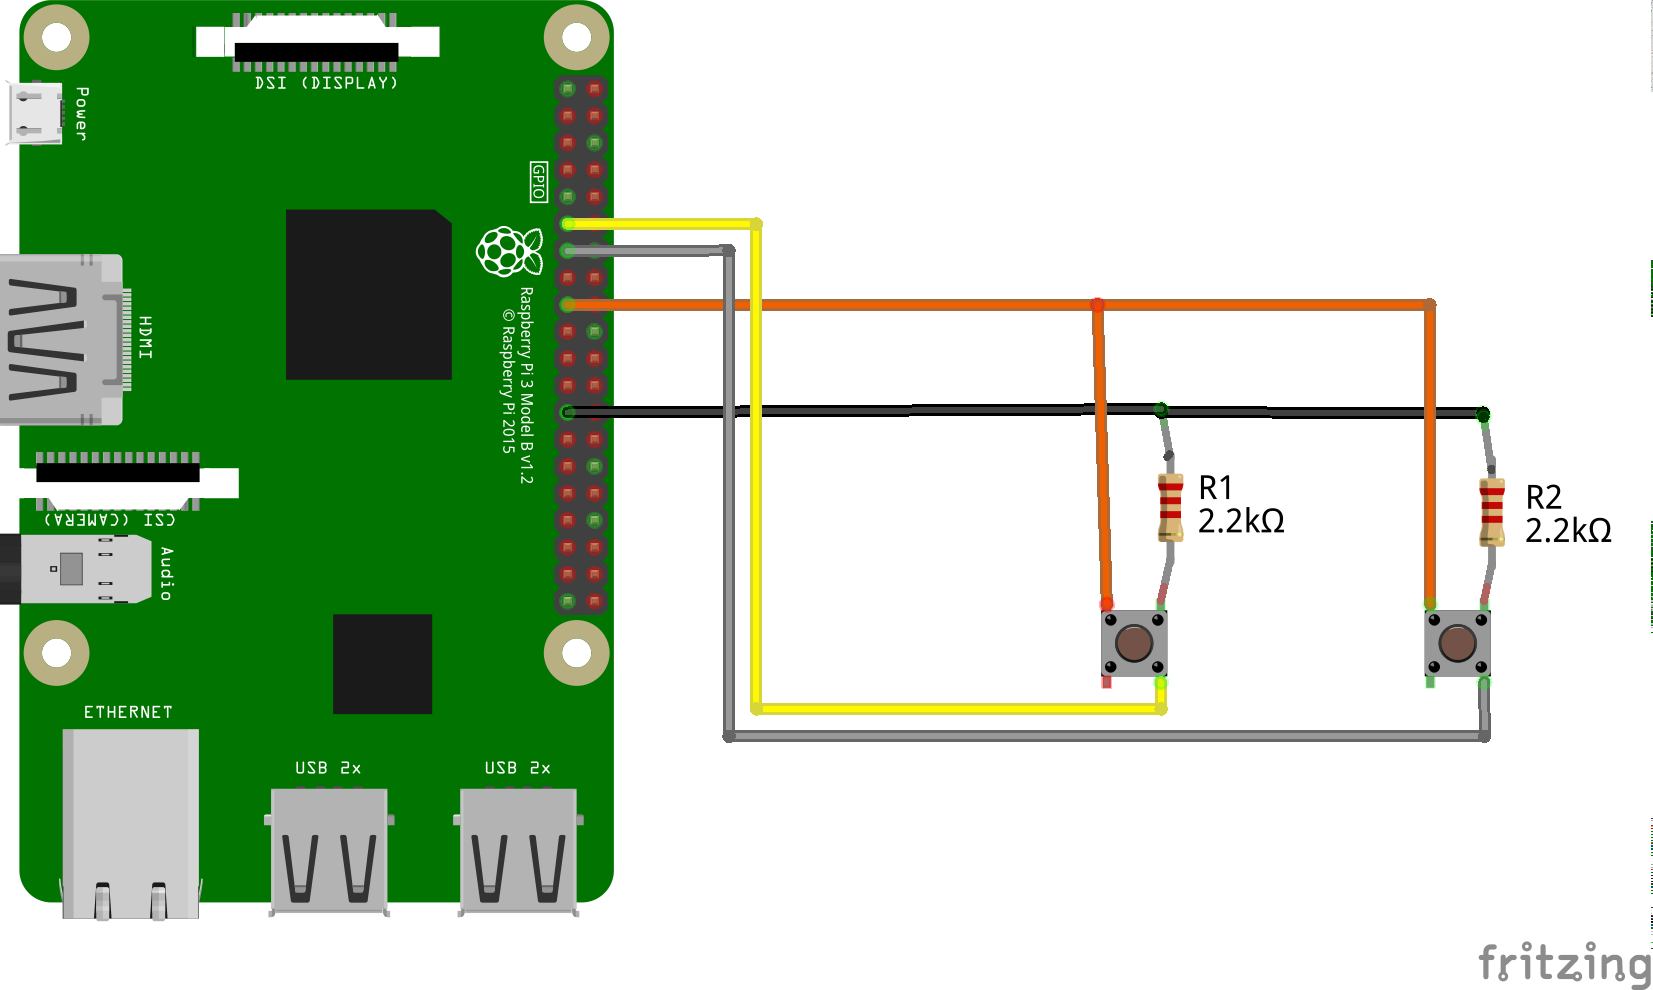 DSI (DISPLAY)
Power
GPIO
HDMI
Raspberry Pi 3 Model B v1.2
© Raspberry Pi 2015
CSI (CAMERA)
Audio
R1
2.2kΩ
R2
2.2kΩ
ETHERNET
USB 2x
USB 2x
fritzing